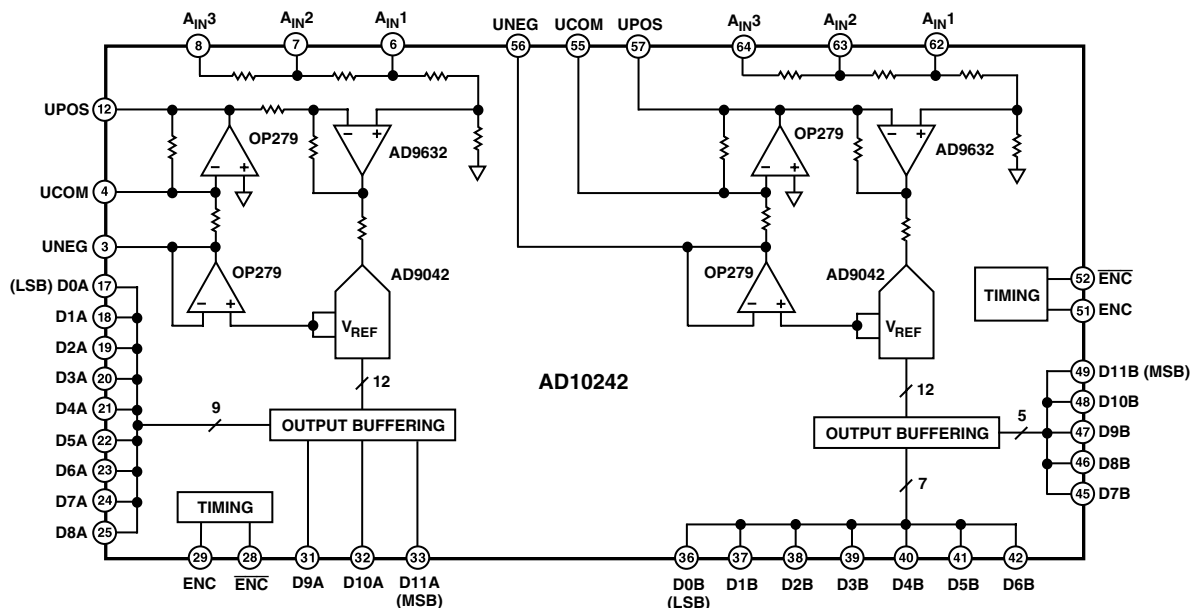 AIN3
AIN2
AIN1
UNEG
UCOM
UPOS
AIN3
AIN2
AIN1
8
7
6
56
55
57
64
63
62
UPOS 12
OP279
AD9632
OP279
AD9632
− +
− +
− +
− +
UCOM 4
UNEG 3
OP279
AD9042
OP279
AD9042
− +
VREF
− +
VREF
(LSB) D0A 17
D1A 18
D2A 19
D3A 20
D4A 21
D5A 22
D6A 23
D7A 24
D8A 25
TIMING
52 ENC
51 ENC
AD10242
12
12
9
OUTPUT BUFFERING
OUTPUT BUFFERING
5
7
49 D11B (MSB)
48 D10B
47 D9B
46 D8B
45 D7B
TIMING
29
28
31
32
33
36
37
38
39
40
41
42
ENC
ENC
D9A
D10A
D11A
(MSB)
D0B
(LSB)
D1B
D2B
D3B
D4B
D5B
D6B